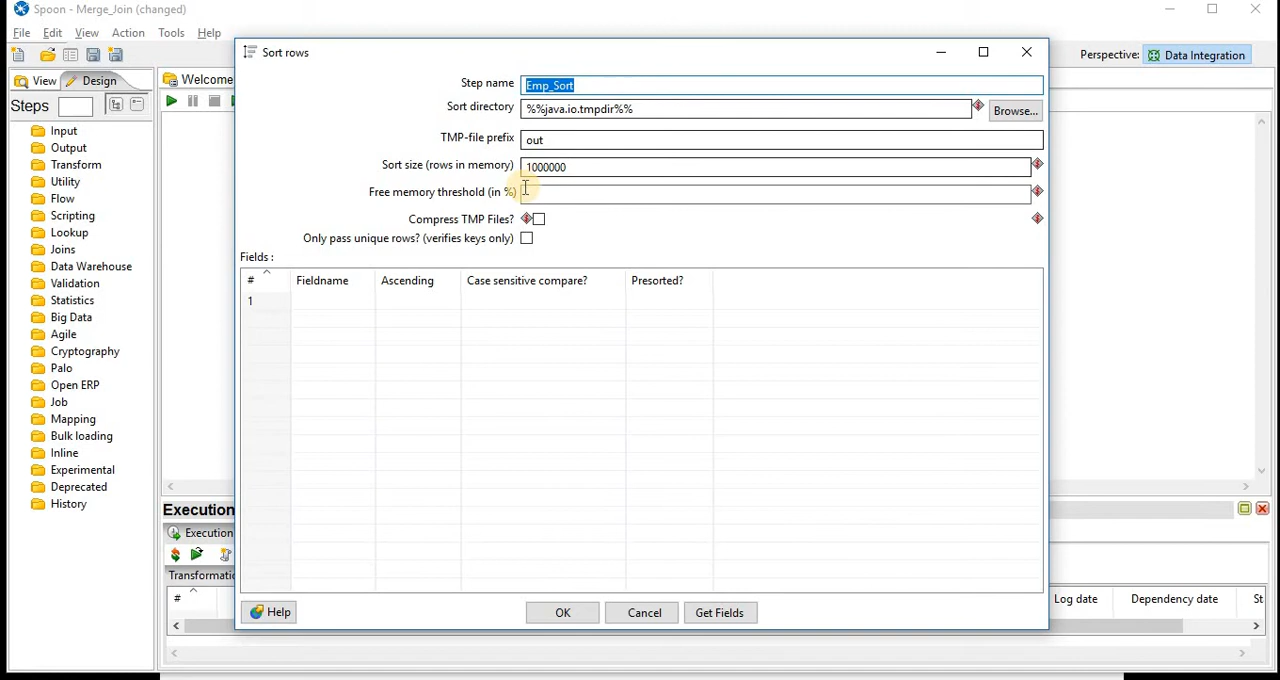 Spoon - Merge_Join (changed)
File Edit View Action Tools Help
Perspective: Data Integration
View Design
Welcome
Steps
Input
Output
Transform
Utility
Flow
Scripting
Lookup
Joins
Data Warehouse
Validation
Statistics
Big Data
Agile
Cryptography
Palo
Open ERP
Job
Mapping
Bulk loading
Inline
Experimental
Deprecated
History
Sort rows
Step name Emp_Sort
Sort directory %%java.io.tmpdir%% Browse...
TMP-file prefix out
Sort size (rows in memory) 1000000
Free memory threshold (in %)
Compress TMP Files?
Only pass unique rows? (verifies keys only)
Fields :
# Fieldname Ascending Case sensitive compare? Presorted?
1
Help OK Cancel Get Fields
Execution
Execution
Transformatio
# Log date Dependency date St